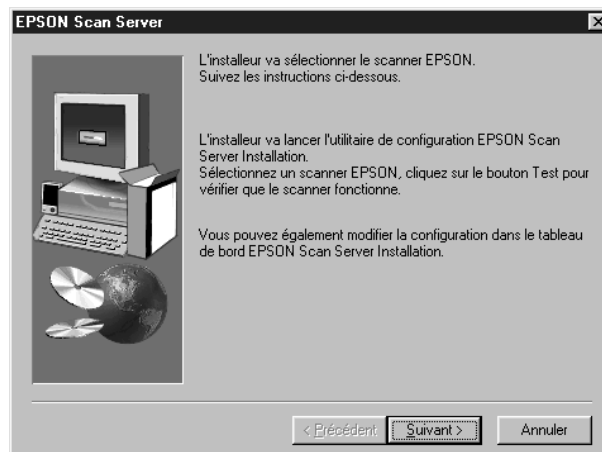 EPSON Scan Server
L'installeur va sélectionner le scanner EPSON.
Suivez les instructions ci-dessous.
L'installeur va lancer l'utilitaire de configuration EPSON Scan
Server Installation.
Sélectionnez un scanner EPSON, cliquez sur le bouton Test pour
vérifier que le scanner fonctionne.
Vous pouvez également modifier la configuration dans le tableau
de bord EPSON Scan Server Installation.
< Précédent
Suivant >
Annuler